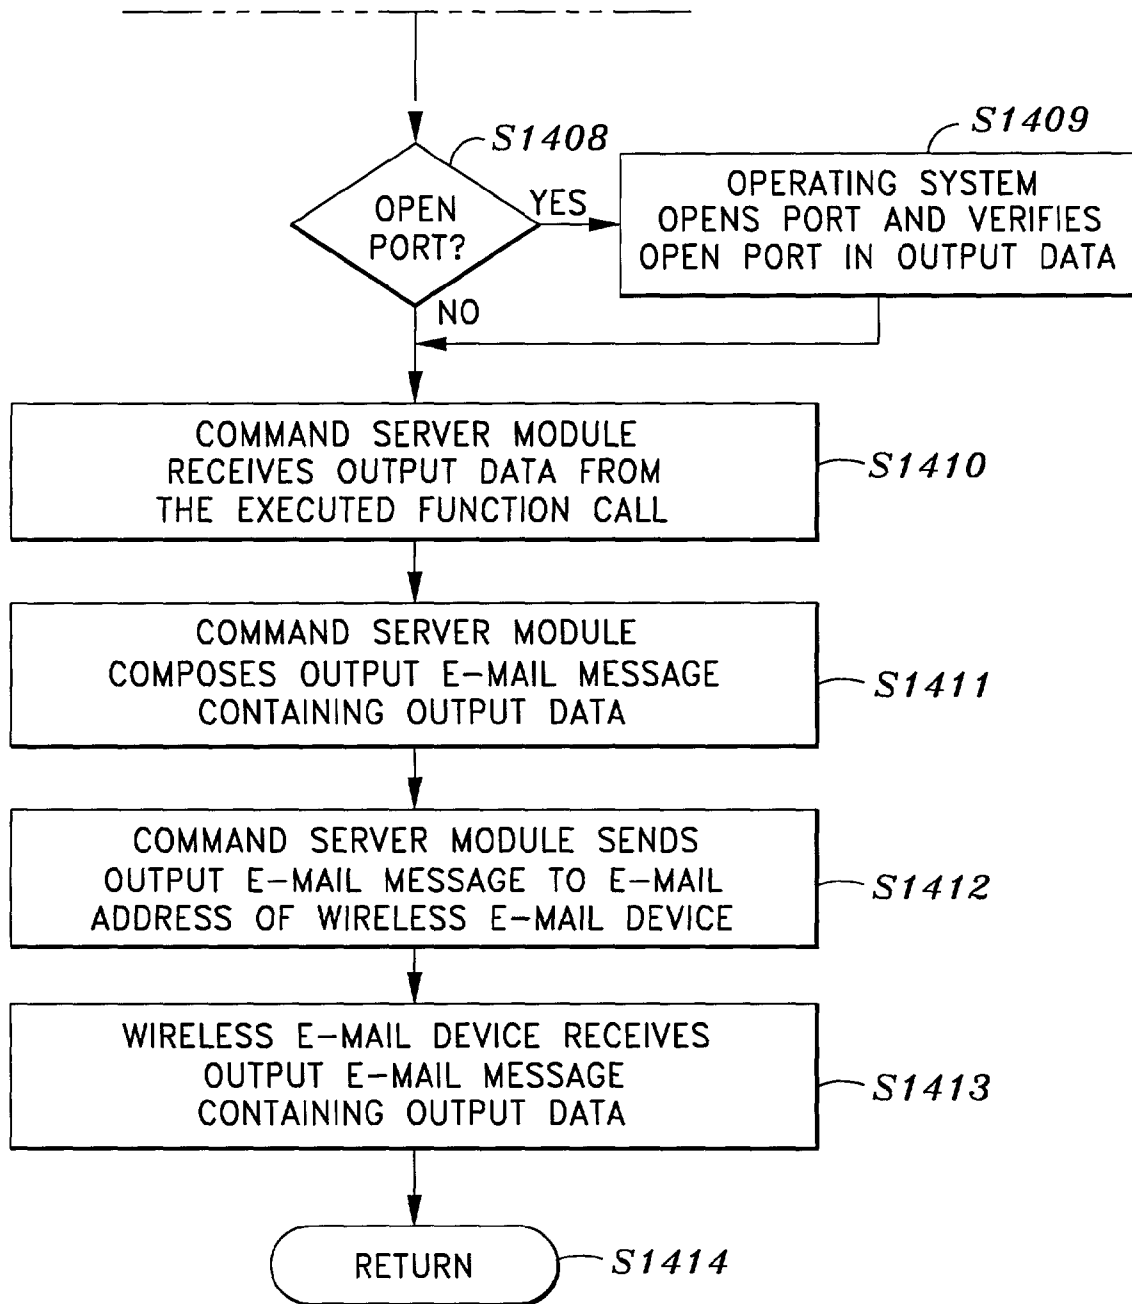 S1408
OPEN
PORT?
YES
NO
S1409
OPERATING SYSTEM
OPENS PORT AND VERIFIES
OPEN PORT IN OUTPUT DATA
COMMAND SERVER MODULE
RECEIVES OUTPUT DATA FROM
THE EXECUTED FUNCTION CALL
S1410
COMMAND SERVER MODULE
COMPOSES OUTPUT E-MAIL MESSAGE
CONTAINING OUTPUT DATA
S1411
COMMAND SERVER MODULE SENDS
OUTPUT E-MAIL MESSAGE TO E-MAIL
ADDRESS OF WIRELESS E-MAIL DEVICE
S1412
WIRELESS E-MAIL DEVICE RECEIVES
OUTPUT E-MAIL MESSAGE
CONTAINING OUTPUT DATA
S1413
RETURN
S1414